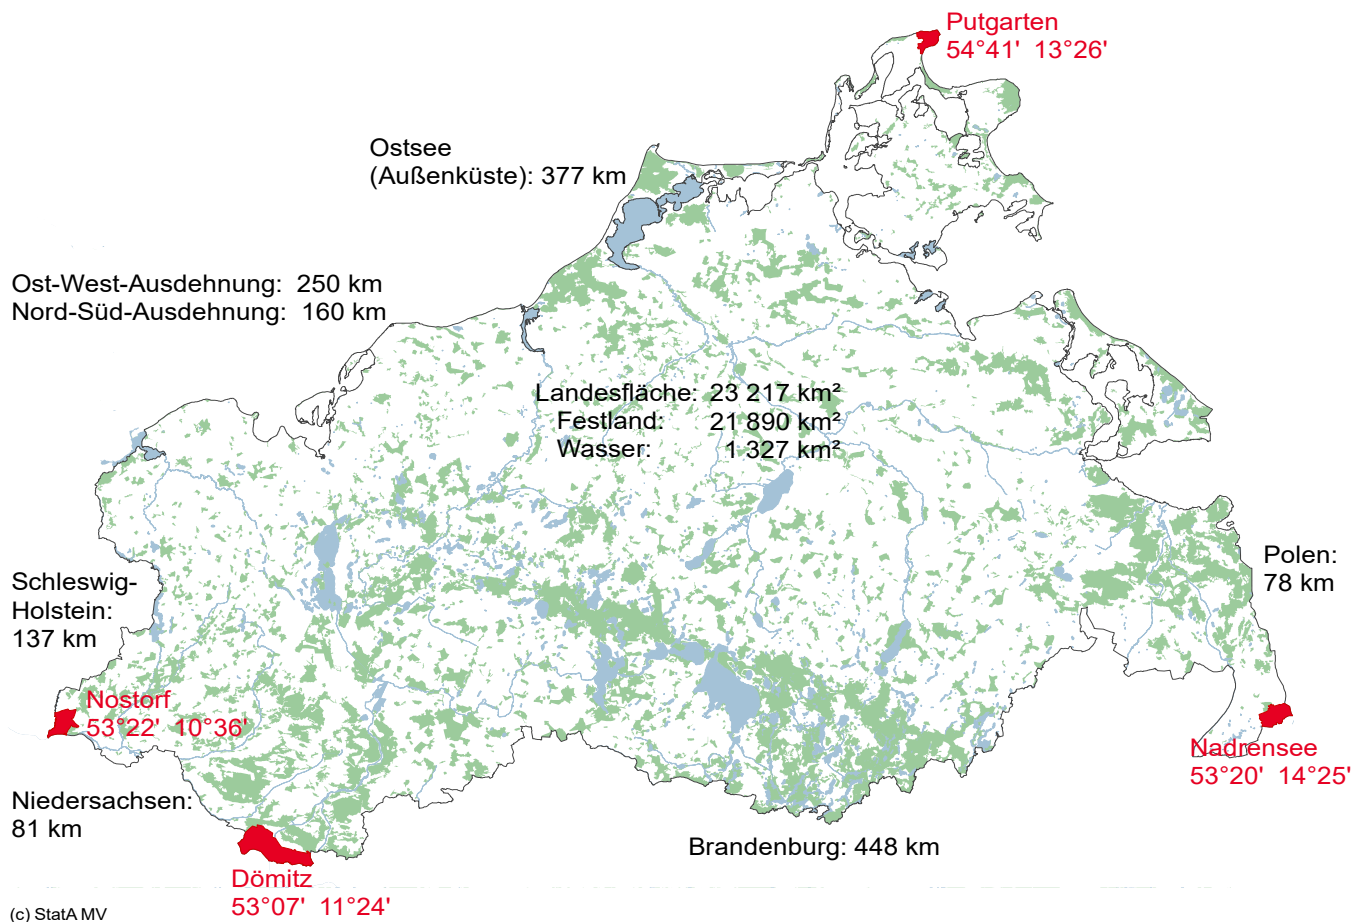 Putgarten
54°41' 13°26'
Ostsee
(Außenküste): 377 km
Ost-West-Ausdehnung: 250 km
Nord-Süd-Ausdehnung: 160 km
Landesfläche: 23 217 km²
Festland: 21 890 km²
Wasser: 1 327 km²
Polen:
78 km
Schleswig-
Holstein:
137 km
Nostorf
53°22' 10°36'
Nadrensee
53°20' 14°25'
Niedersachsen:
81 km
Brandenburg: 448 km
Dömitz
53°07' 11°24'
(c) StatA MV